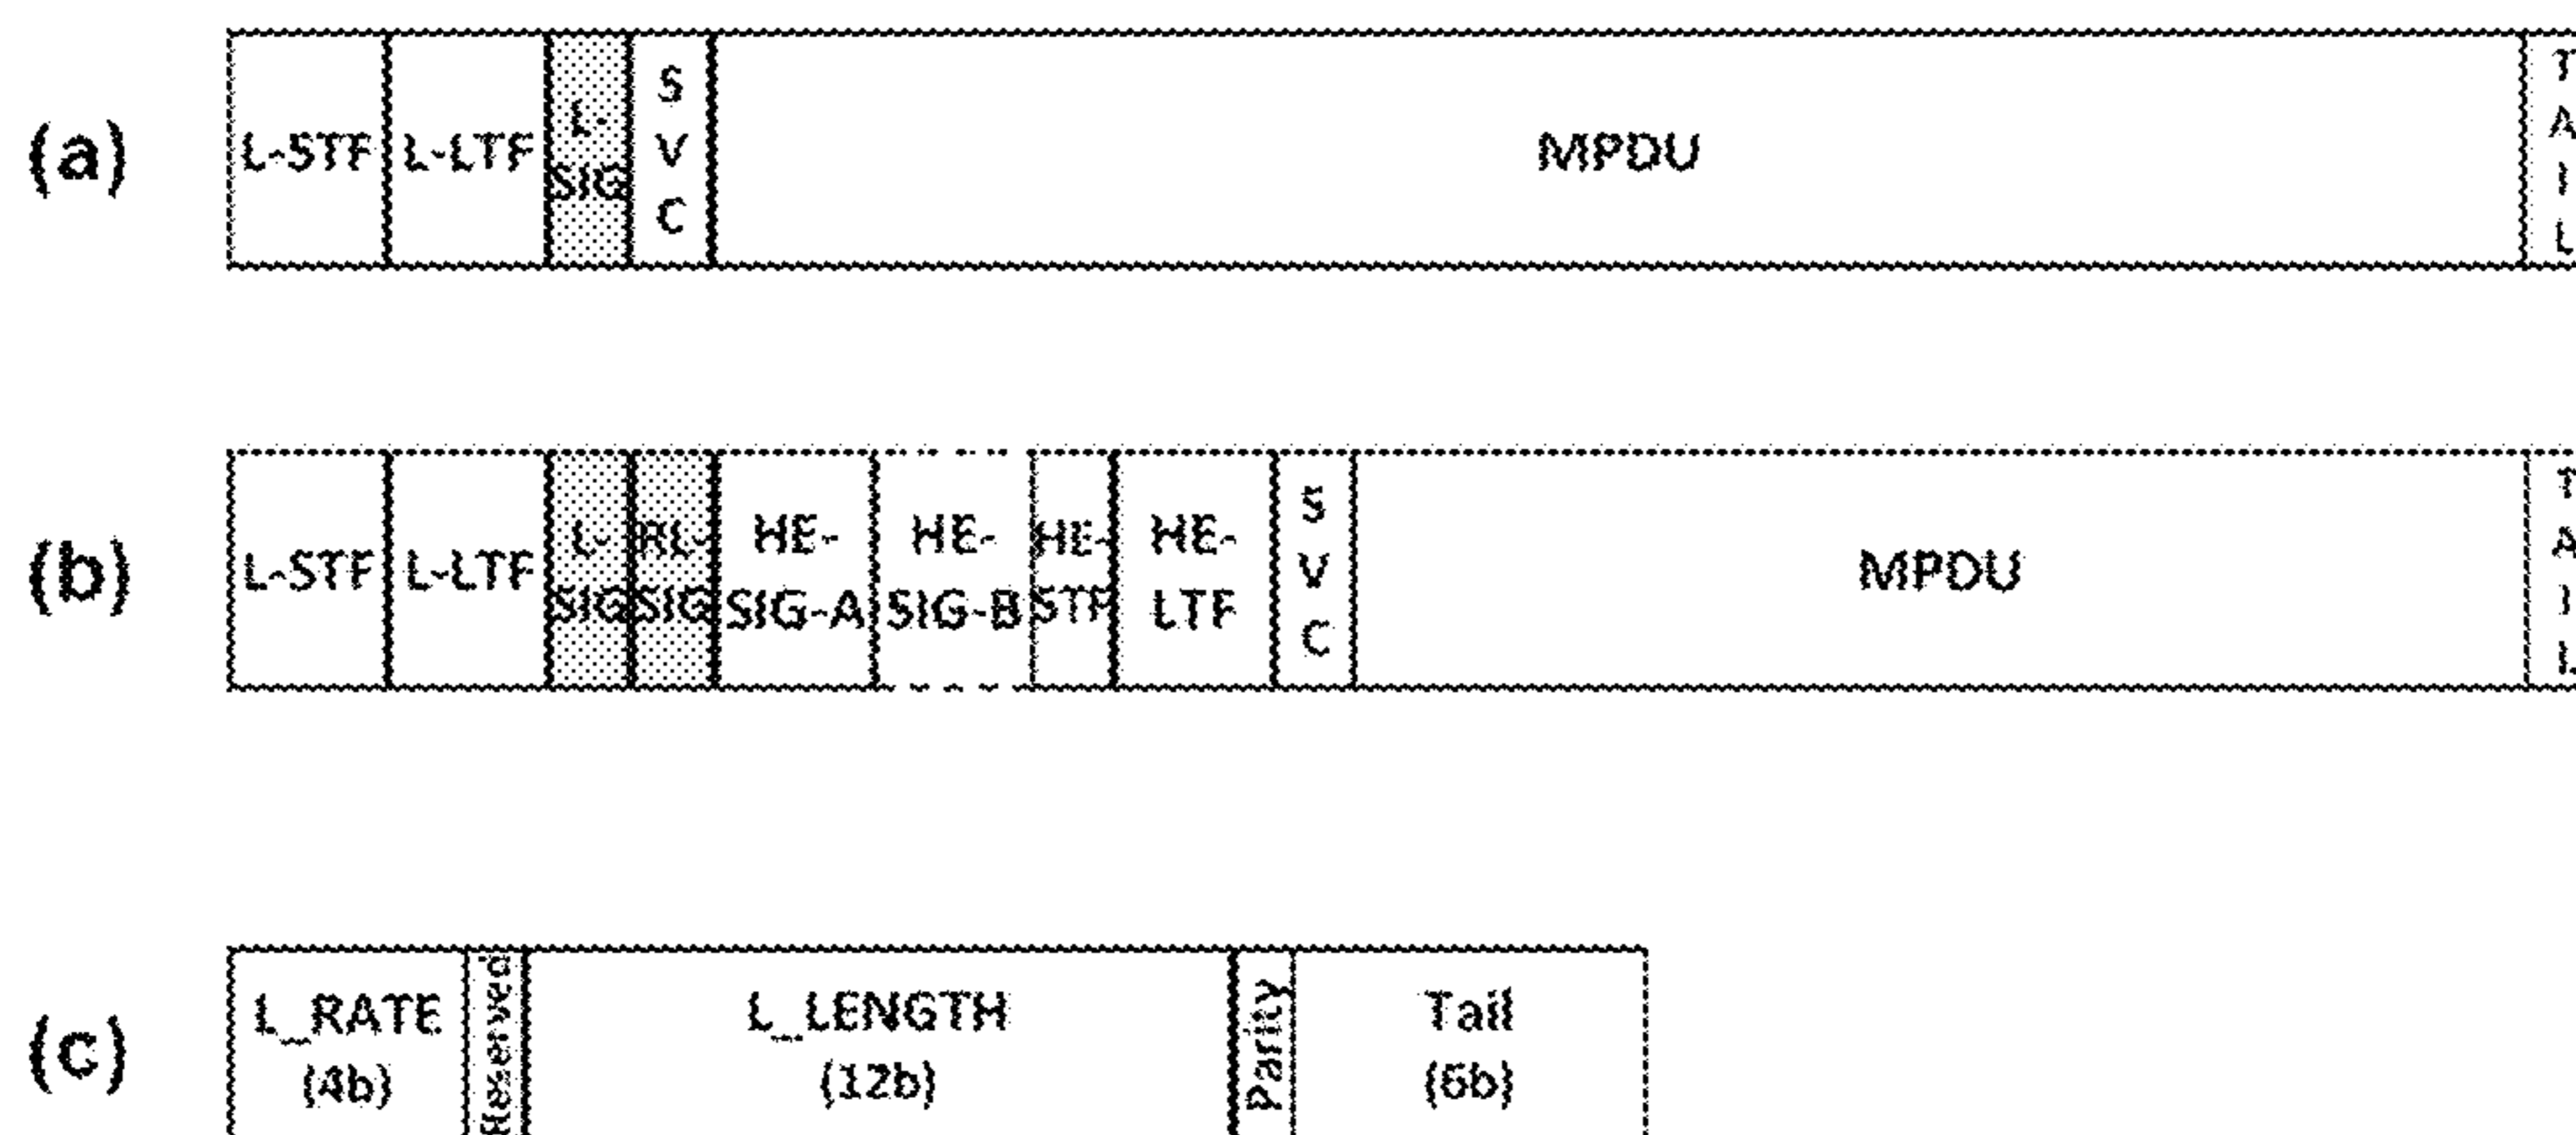 (a)
L-STF
L-LTF
L-
SIG
S
V
C
MPDU
T
A
I
L
(b)
L-STF
L-LTF
L-
SIG
RL-
SIG
HE-
SIG-A
HE-
SIG-B
HE-
STF
HE-
LTF
S
V
C
MPDU
T
A
I
L
(c)
L_RATE
(4b)
Reserved
L_LENGTH
(12b)
Parity
Tail
(6b)